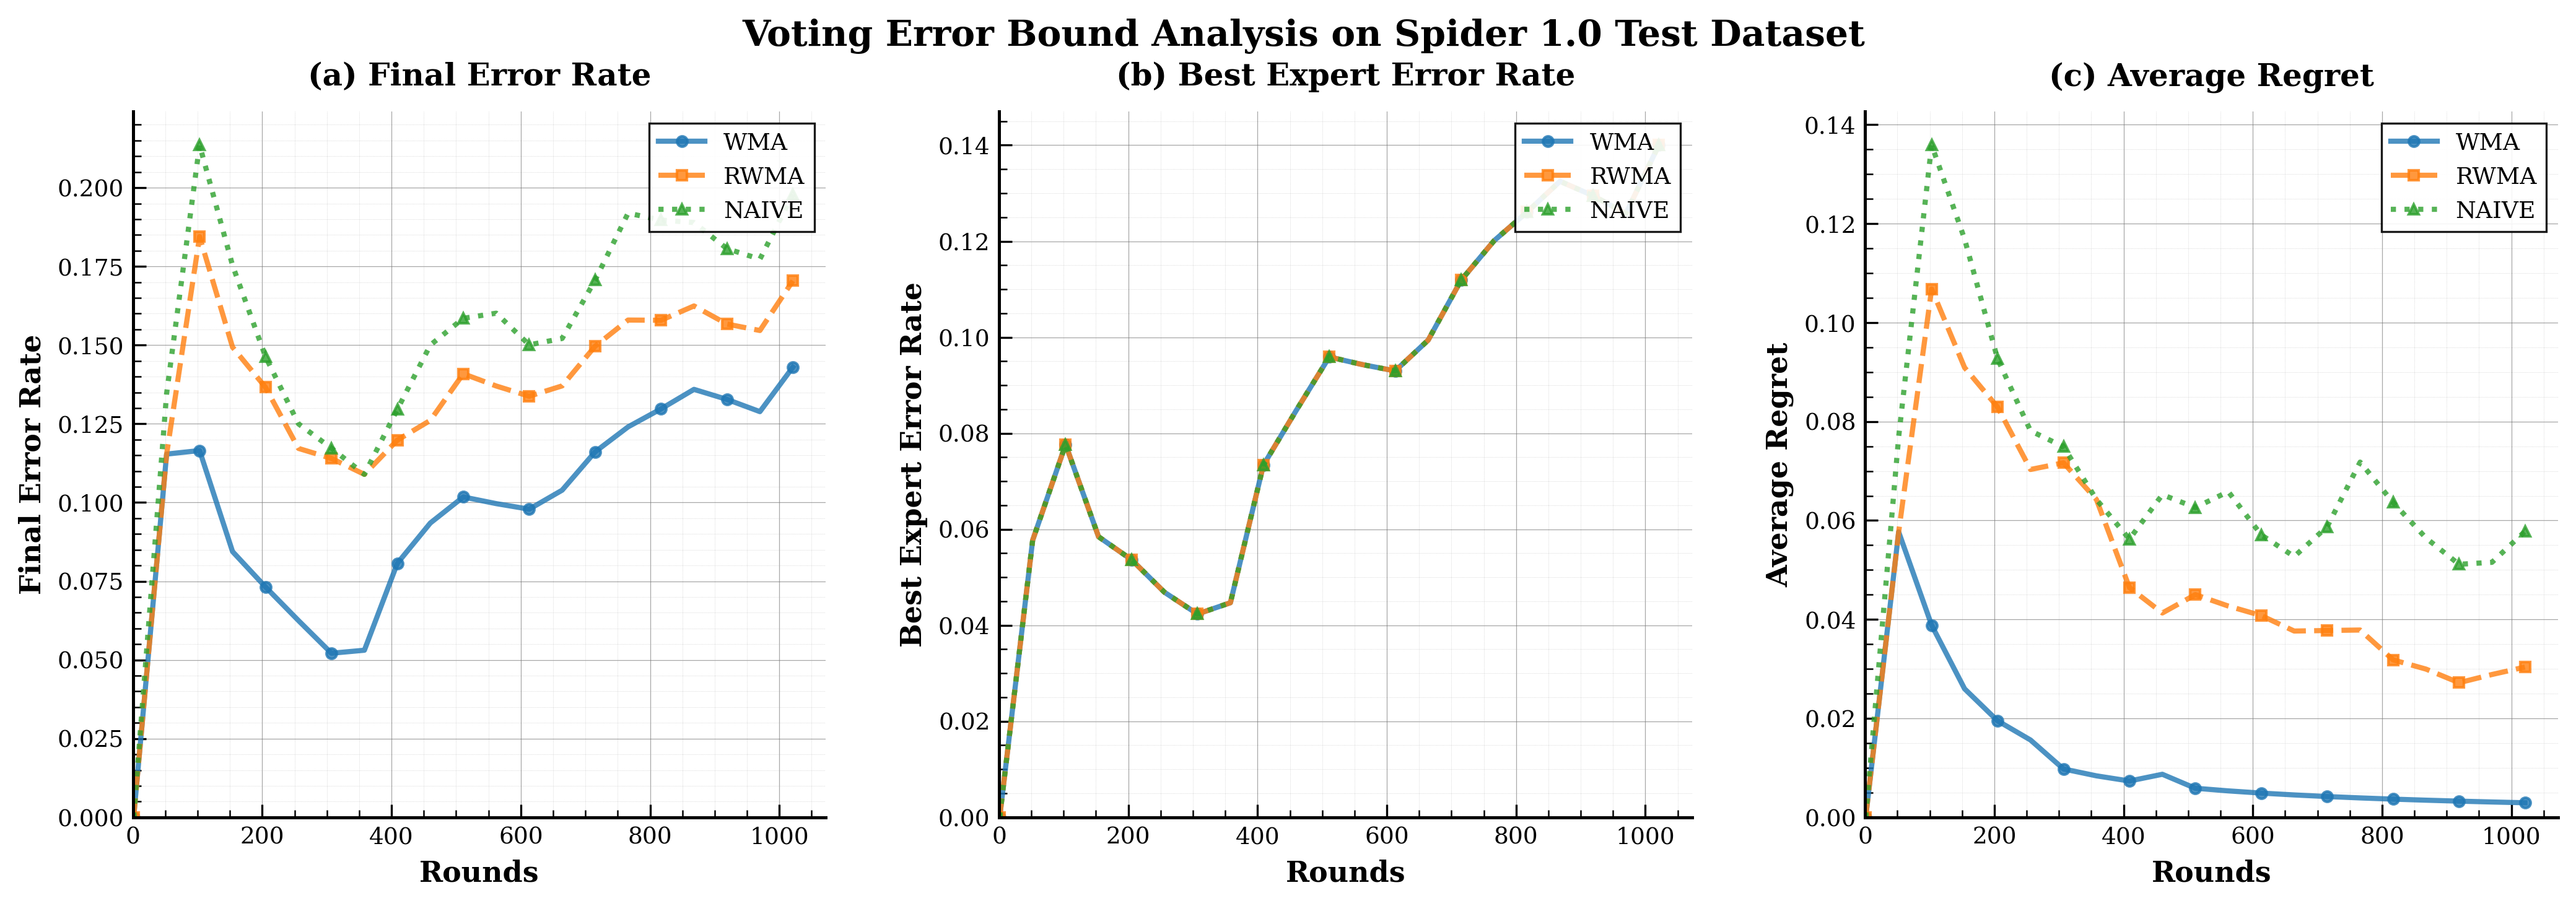 Voting Error Bound Analysis on Spider 1.0 Test Dataset
(a) Final Error Rate
Final Error Rate
0.200
0.175
0.150
0.125
0.100
0.075
0.050
0.025
0.000
0 200 400 600 800 1000
Rounds
WMA
RWMA
NAIVE
(b) Best Expert Error Rate
Best Expert Error Rate
0.14
0.12
0.10
0.08
0.06
0.04
0.02
0.00
0 200 400 600 800 1000
Rounds
WMA
RWMA
NAIVE
(c) Average Regret
Average Regret
0.14
0.12
0.10
0.08
0.06
0.04
0.02
0.00
0 200 400 600 800 1000
Rounds
WMA
RWMA
NAIVE